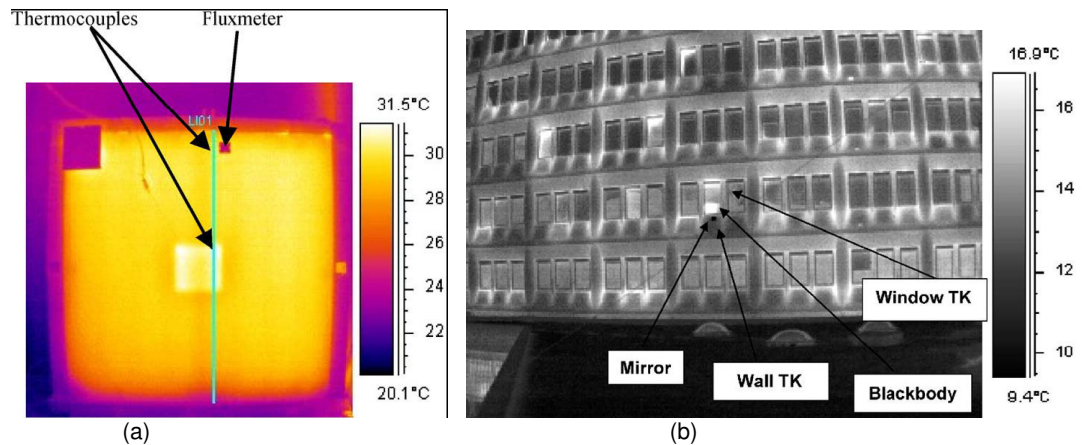 (a)
Thermocouples
Fluxmeter
LI01
31.5°C
30
28
26
24
22
20.1°C
(b)
16.9°C
16
14
12
10
9.4°C
Window TK
Mirror
Wall TK
Blackbody
(a)
(b)